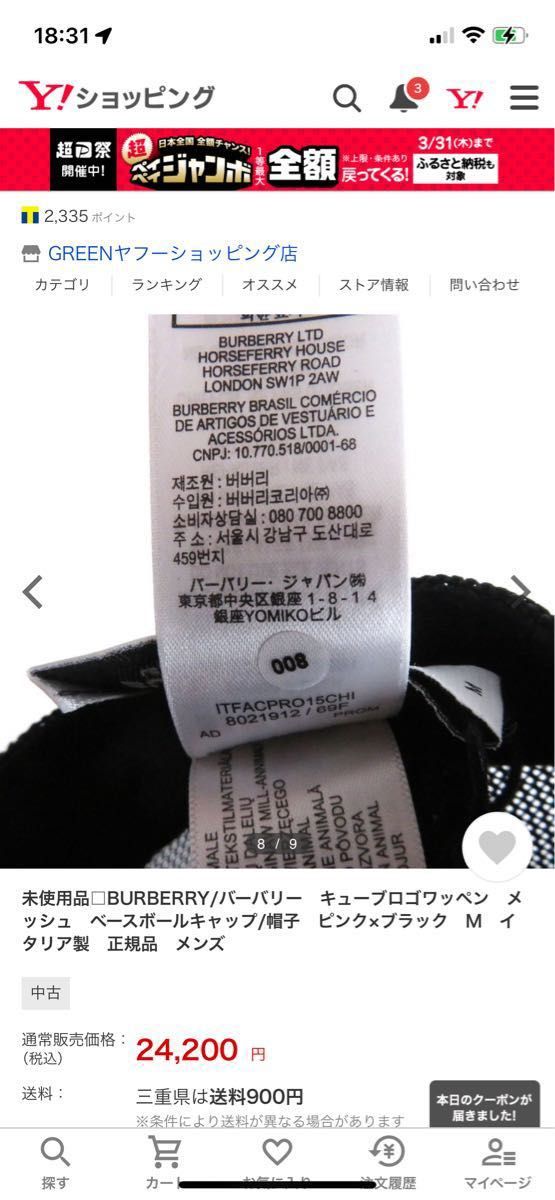 18:31
Y!ショッピング
3
Y!
超PayPay祭
開催中!
超ペイペイジャンボ
日本全国 全額チャンス!
1等最大
全額
※上限・条件あり
戻ってくる!
3/31(木)まで
ふるさと納税も
対象
2,335ポイント
GREENヤフーショッピング店
カテゴリ
ランキング
オススメ
ストア情報
問い合わせ
BURBERRY LTD
HORSEFERRY HOUSE
HORSEFERRY ROAD
LONDON SW1P 2AW
BURBERRY BRASIL COMÉRCIO
DE ARTIGOS DE VESTUÁRIO E
ACESSÓRIOS LTDA.
CNPJ: 10.770.518/0001-68
제조원 : 버버리
수입원 : 버버리코리아㈜
소비자상담실 : 080 700 8800
주 소 : 서울시 강남구 도산대로
459번지
バーバリー・ジャパン㈱
東京都中央区銀座 1-8-14
銀座YOMIKOビル
008
ITFACPRO15CHI
8021912 / 69F
AD
PROM
M
8 / 9
未使用品□BURBERRY/バーバリー　キューブロゴワッペン　メ
ッシュ　ベースボールキャップ/帽子　ピンク×ブラック　M　イ
タリア製　正規品　メンズ
中古
通常販売価格：
(税込)
24,200 円
送料：
三重県は送料900円
※条件により送料が異なる場合があります
本日のクーポンが
届きました!
探す
カート
お気に入り
注文履歴
マイページ